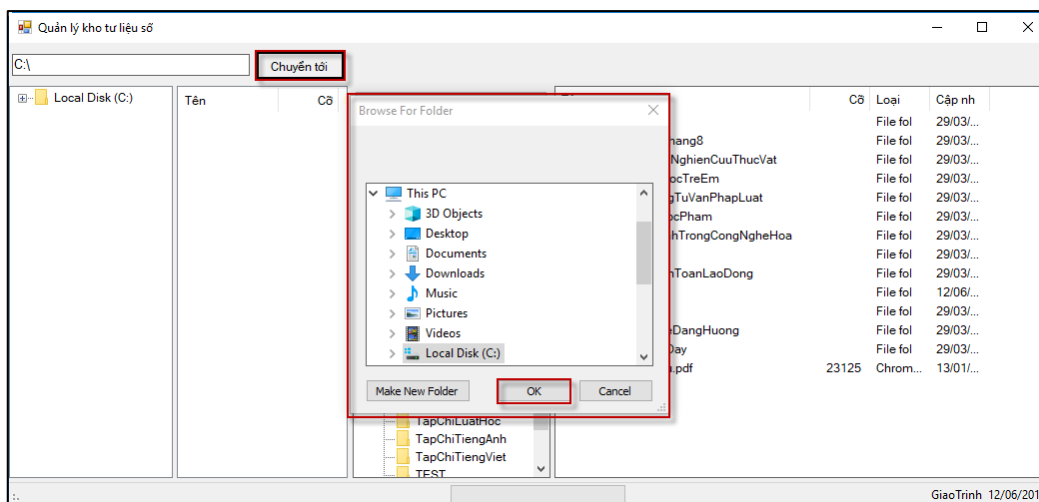 Quản lý kho tư liệu số
C:\
Chuyển tới
Local Disk (C:)
Tên Cỡ
Browse For Folder
This PC
3D Objects
Desktop
Documents
Downloads
Music
Pictures
Videos
Local Disk (C:)
Make New Folder OK Cancel
TapChiLuatHoc
TapChiTiengAnh
TapChiTiengViet
TEST
Cỡ Loại Cập nh
File fol 29/03/...
hang8 File fol 29/03/...
NghienCuuThucVat File fol 29/03/...
ocTreEm File fol 29/03/...
gTuVanPhapLuat File fol 29/03/...
ocPham File fol 29/03/...
hTrongCongNgheHoa File fol 29/03/...
File fol 29/03/...
nToanLaoDong File fol 29/03/...
File fol 12/06/...
File fol 29/03/...
eDangHuong File fol 29/03/...
Day File fol 29/03/...
.pdf 23125 Chrom... 13/01/...
GiaoTrinh 12/06/201